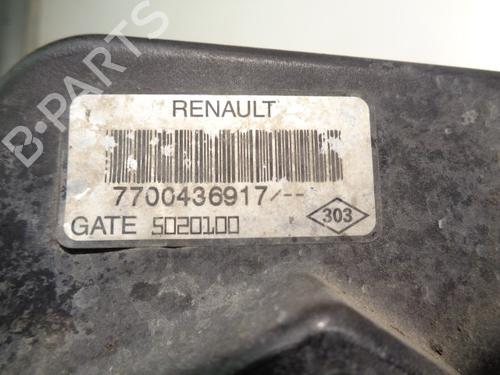 B-PARTS
RENAULT
7700436917/--
GATE 5020100
303